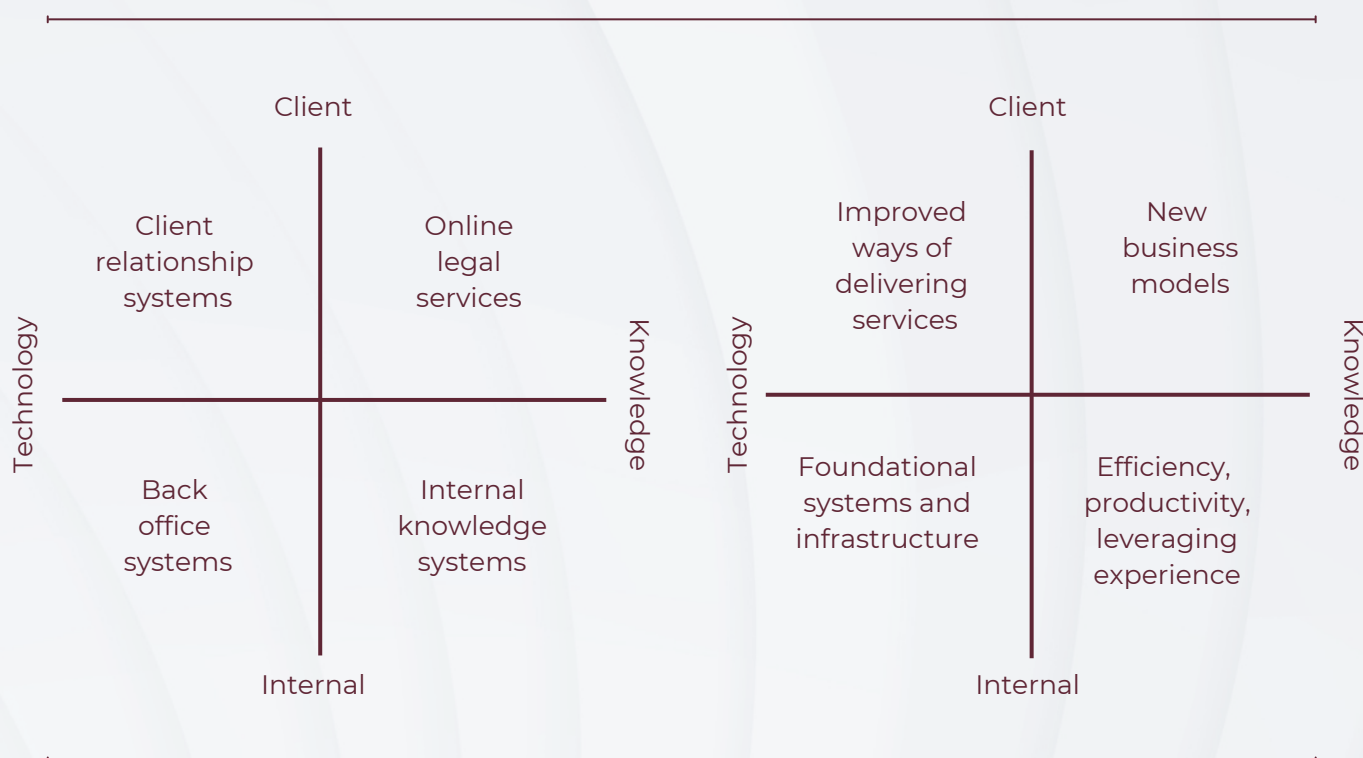 Client
Client
relationship
systems
Online
legal
services
Technology
Knowledge
Back
office
systems
Internal
knowledge
systems
Internal
Client
Improved
ways of
delivering
services
New
business
models
Technology
Knowledge
Foundational
systems and
infrastructure
Efficiency,
productivity,
leveraging
experience
Internal